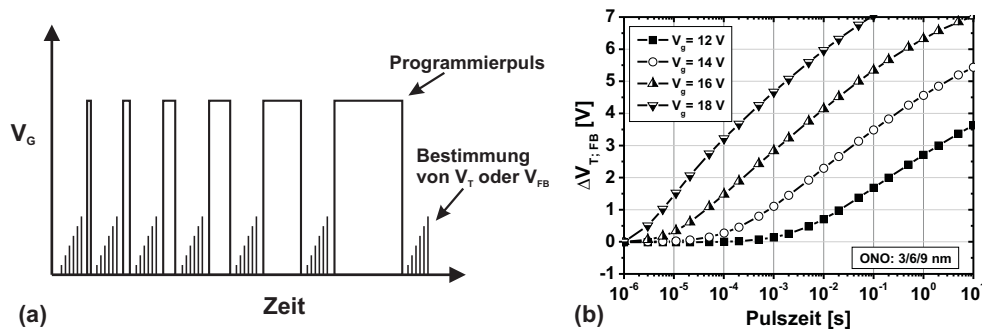 V_G
Programmierpuls
Bestimmung
von V_T oder V_FB
Zeit
(a)
ΔV_T; FB [V]
7
6
5
4
3
2
1
0
-1
V_g = 12 V
V_g = 14 V
V_g = 16 V
V_g = 18 V
ONO: 3/6/9 nm
10^-6 10^-5 10^-4 10^-3 10^-2 10^-1 10^0 10^1
Pulszeit [s]
(b)